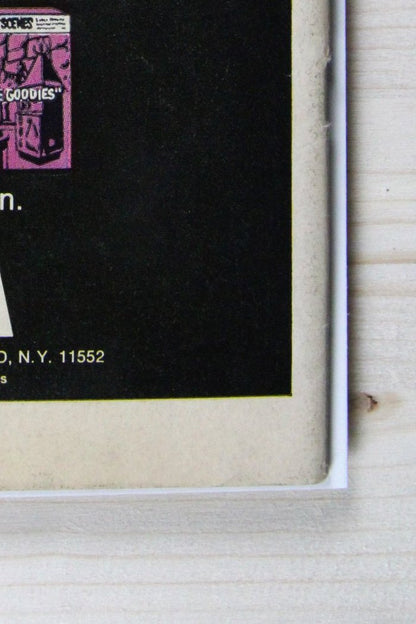 SCENES
GOODIES"
n.
D, N.Y. 11552
s